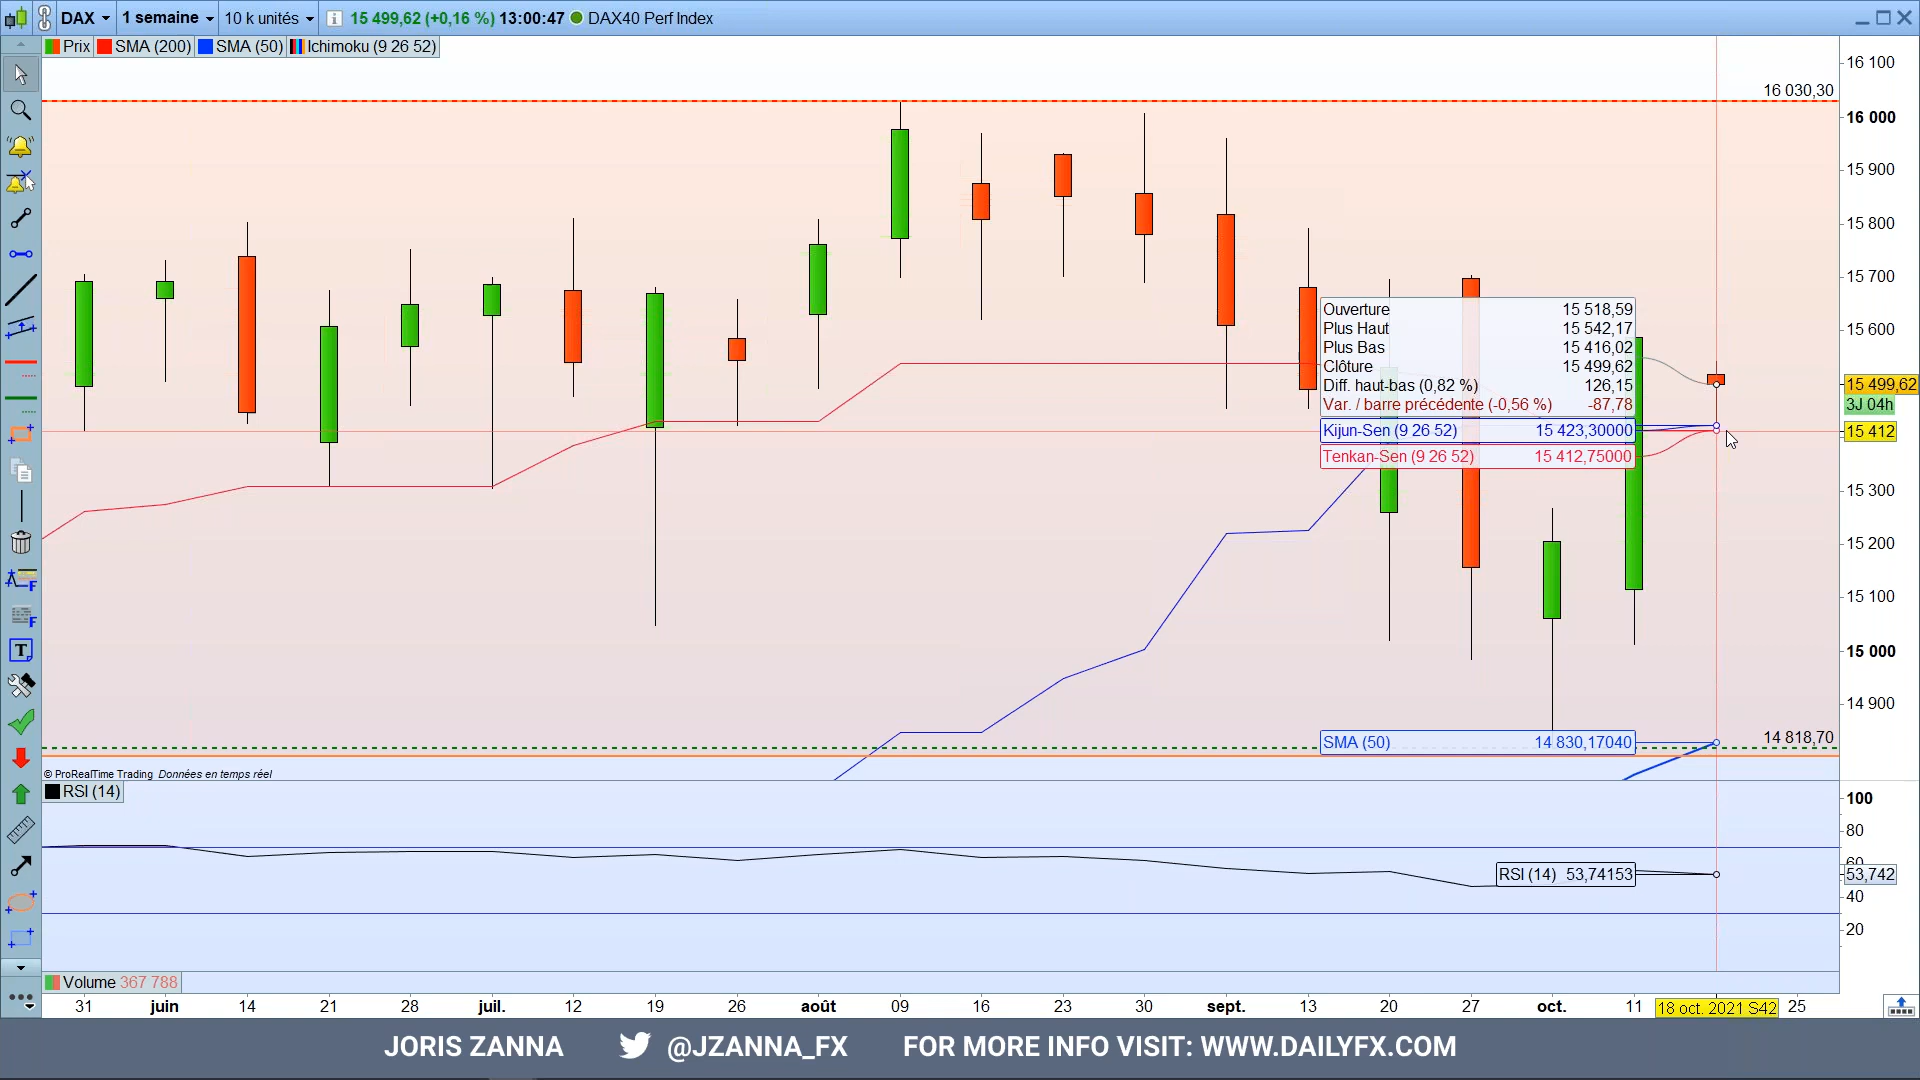 DAX 1 semaine 10 k unités 15 499,62 (+0,16 %) 13:00:47 DAX40 Perf Index
Prix SMA (200) SMA (50) Ichimoku (9 26 52)
16 100
16 030,30
16 000
15 900
15 800
15 700
15 600
Ouverture 15 518,59
Plus Haut 15 542,17
Plus Bas 15 416,02
Clôture 15 499,62
Diff. haut-bas (0,82 %) 126,15
Var. / barre précédente (-0,56 %) -87,78
Kijun-Sen (9 26 52) 15 423,30000
Tenkan-Sen (9 26 52) 15 412,75000
15 499,62
3J 04h
15 412
15 300
15 200
15 100
15 000
14 900
SMA (50) 14 830,17040
14 818,70
© ProRealTime Trading Données en temps réel
RSI (14)
100
80
60
RSI (14) 53,74153
53,742
40
20
Volume 367 788
31 juin 14 21 28 juil. 12 19 26 août 09 16 23 30 sept. 13 20 27 oct. 11 18 oct. 2021 S42 25
JORIS ZANNA @JZANNA_FX FOR MORE INFO VISIT: WWW.DAILYFX.COM